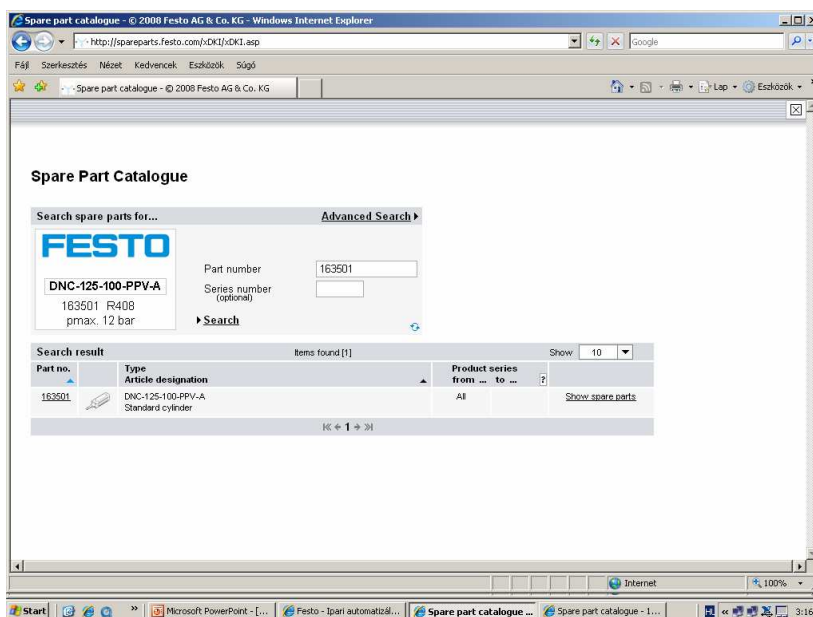 Spare part catalogue - © 2008 Festo AG & Co. KG - Windows Internet Explorer
http://spareparts.festo.com/xDKI/xDKI.asp
Google
Fájl Szerkesztés Nézet Kedvencek Eszközök Súgó
Spare part catalogue - © 2008 Festo AG & Co. KG
Lap
Eszközök
Spare Part Catalogue
Search spare parts for... Advanced Search
FESTO
DNC-125-100-PPV-A
163501 R408
pmax. 12 bar
Part number 163501
Series number
(optional)
Search
Search result Items found [1] Show 10
Part no. Type Product series
Article designation from ... to ... ?
163501 DNC-125-100-PPV-A All Show spare parts
Standard cylinder
1
Internet 100%
Start Microsoft PowerPoint - [... Festo - Ipari automatizál... Spare part catalogue ... Spare part catalogue - 1... HU 3:16